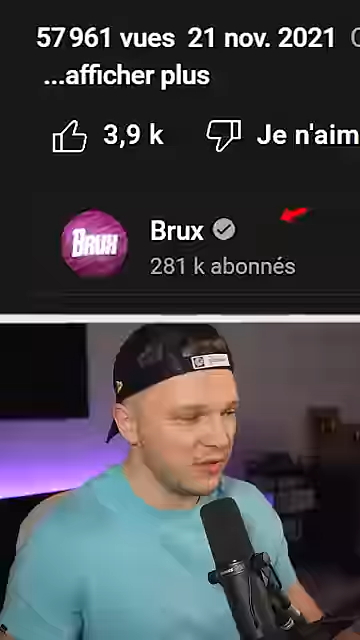 57 961 vues 21 nov. 2021
...afficher plus
3,9 k Je n'aim
BRUX
Brux
281 k abonnés